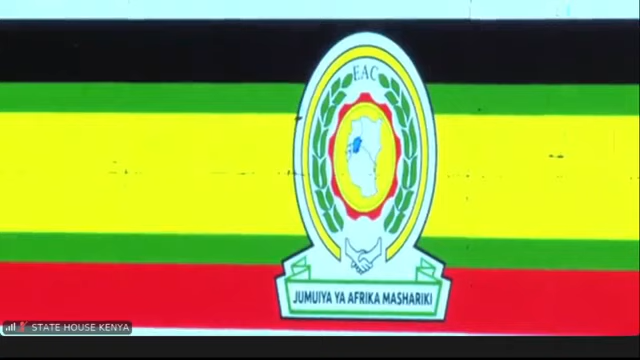 EAC
JUMUIYA YA AFRIKA MASHARIKI
STATE HOUSE KENYA